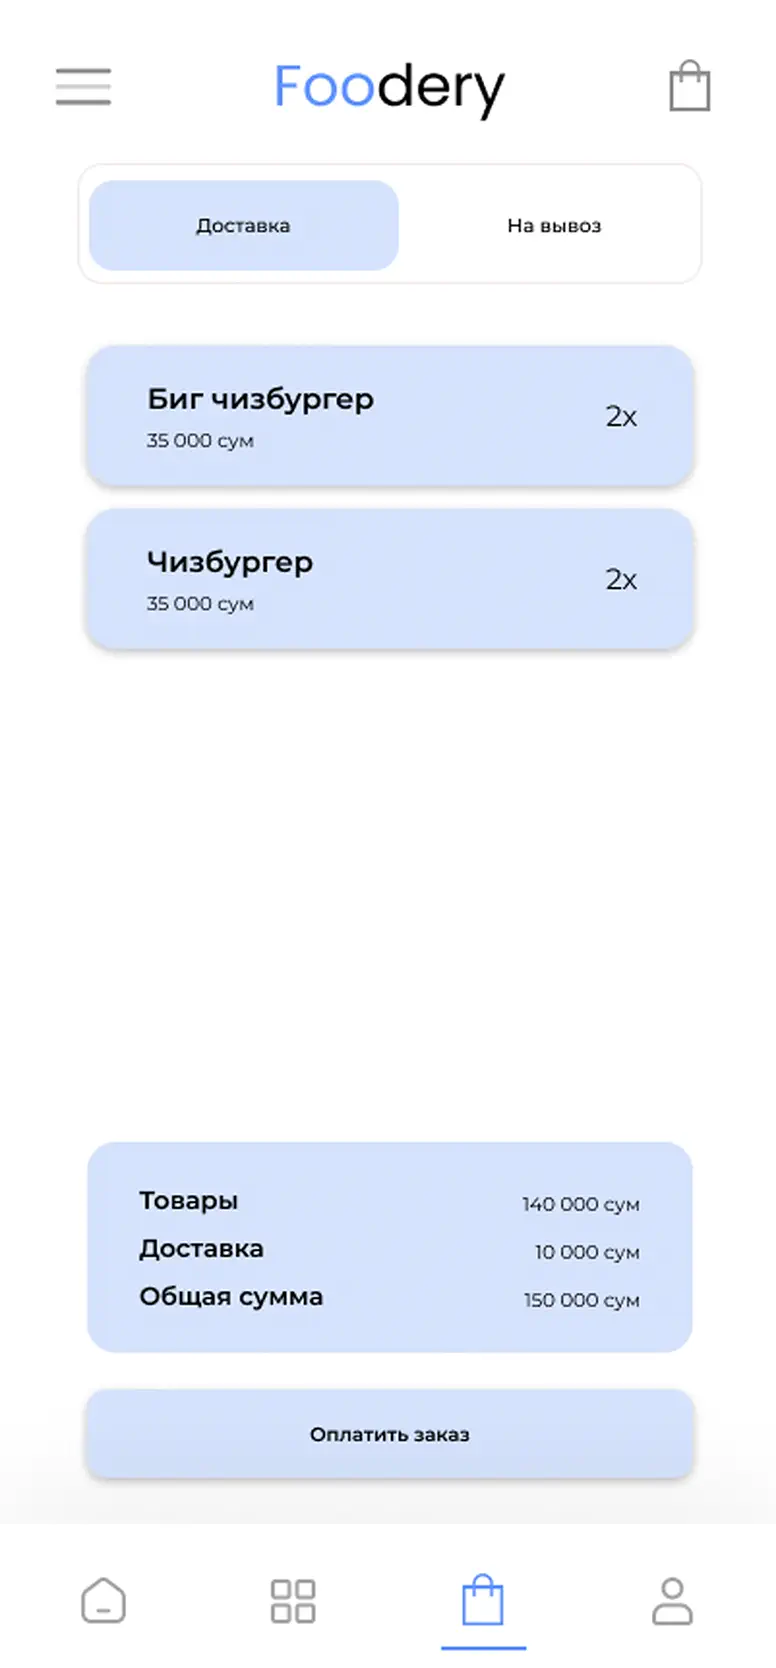 Foodery
Доставка
На вывоз
Биг чизбургер
35 000 сум
2x
Чизбургер
35 000 сум
2x
Товары 140 000 сум
Доставка 10 000 сум
Общая сумма 150 000 сум
Оплатить заказ